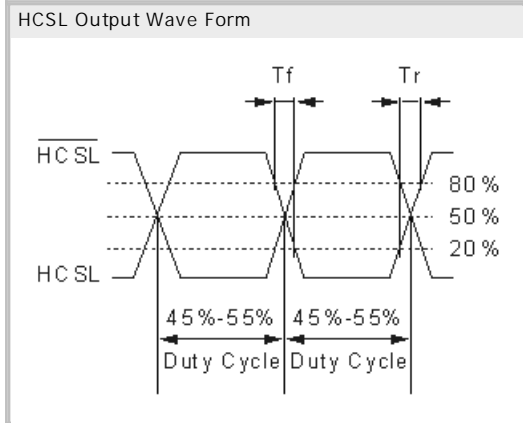 HCSL Output Wave Form
Tf Tr
HCSL
80%
50%
20%
HCSL
45%-55% 45%-55%
Duty Cycle Duty Cycle